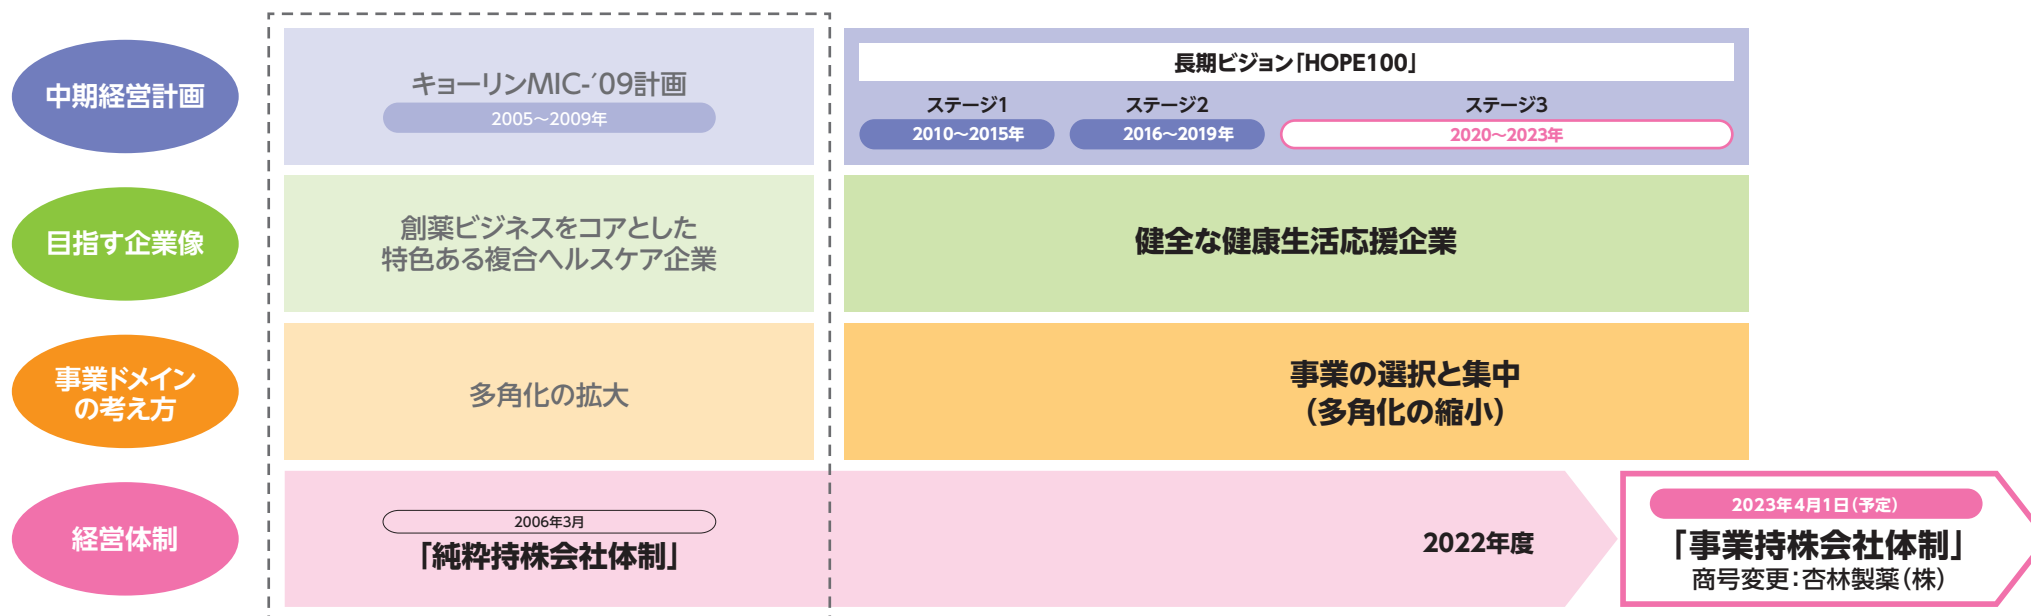 中期経営計画
キョーリンMIC-'09計画
2005〜2009年
長期ビジョン「HOPE100」
ステージ1
2010〜2015年
ステージ2
2016〜2019年
ステージ3
2020〜2023年
目指す企業像
創薬ビジネスをコアとした
特色ある複合ヘルスケア企業
健全な健康生活応援企業
事業ドメイン
の考え方
多角化の拡大
事業の選択と集中
（多角化の縮小）
経営体制
2006年3月
「純粋持株会社体制」
2022年度
2023年4月1日（予定）
「事業持株会社体制」
商号変更：杏林製薬（株）